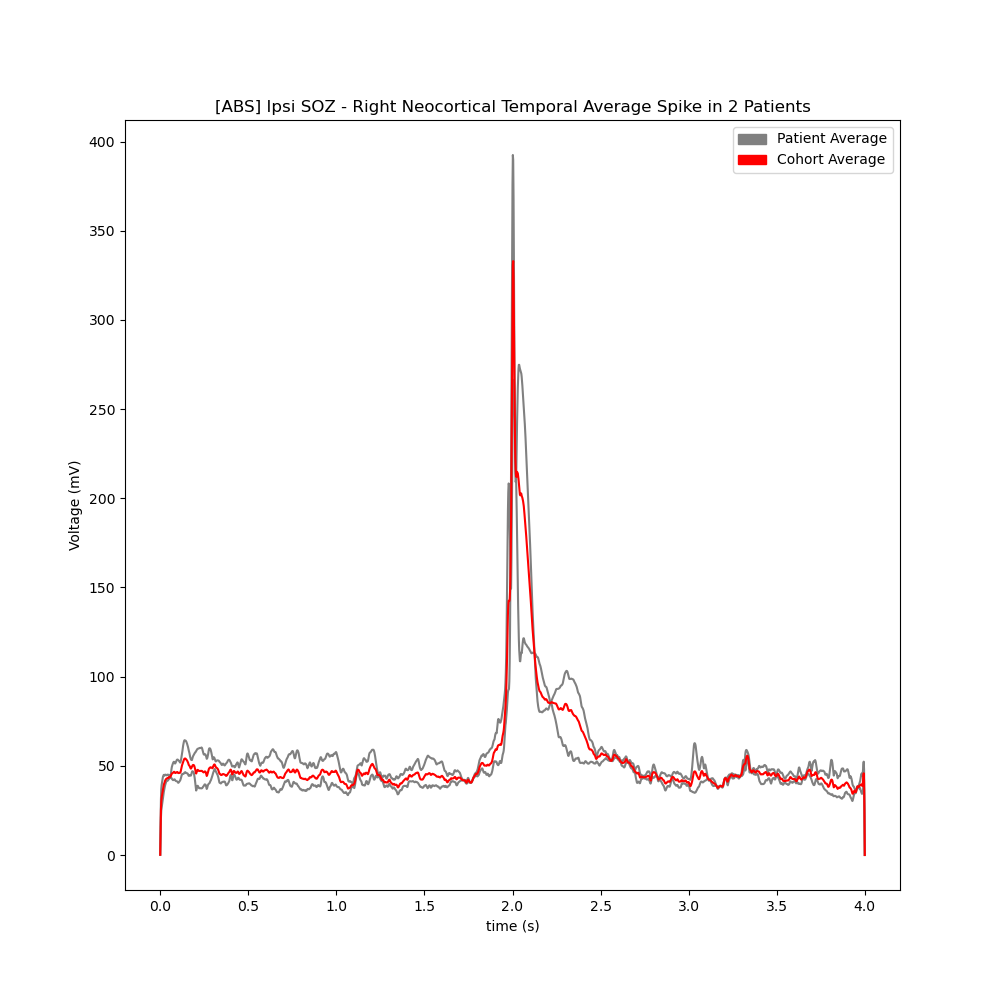 [ABS] Ipsi SOZ - Right Neocortical Temporal Average Spike in 2 Patients
Patient Average
Cohort Average
400
350
300
250
200
150
100
50
0
Voltage (mV)
0.0 0.5 1.0 1.5 2.0 2.5 3.0 3.5 4.0
time (s)